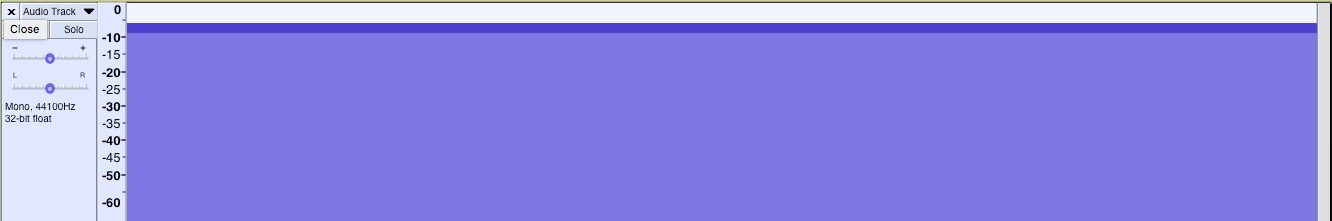 × Audio Track
Close Solo
- +
L R
Mono, 44100Hz
32-bit float
0
-10
-15
-20
-25
-30
-35
-40
-45
-50
-60